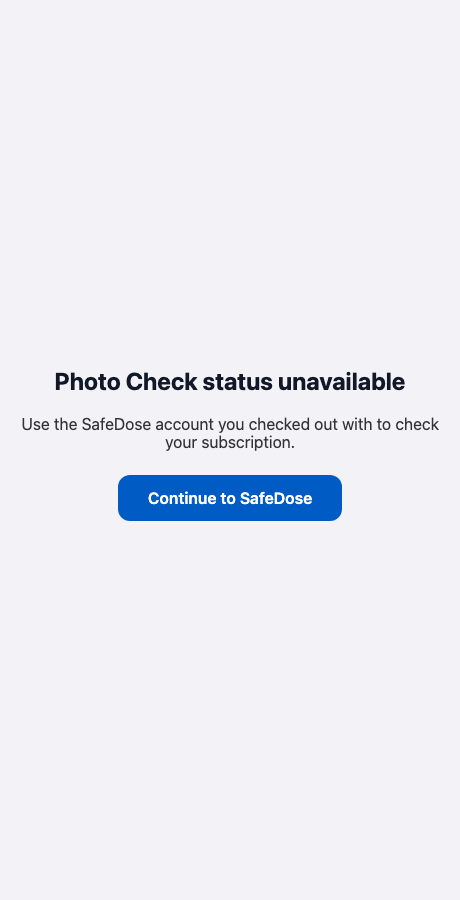 Photo Check status unavailable
Use the SafeDose account you checked out with to check
your subscription.
Continue to SafeDose